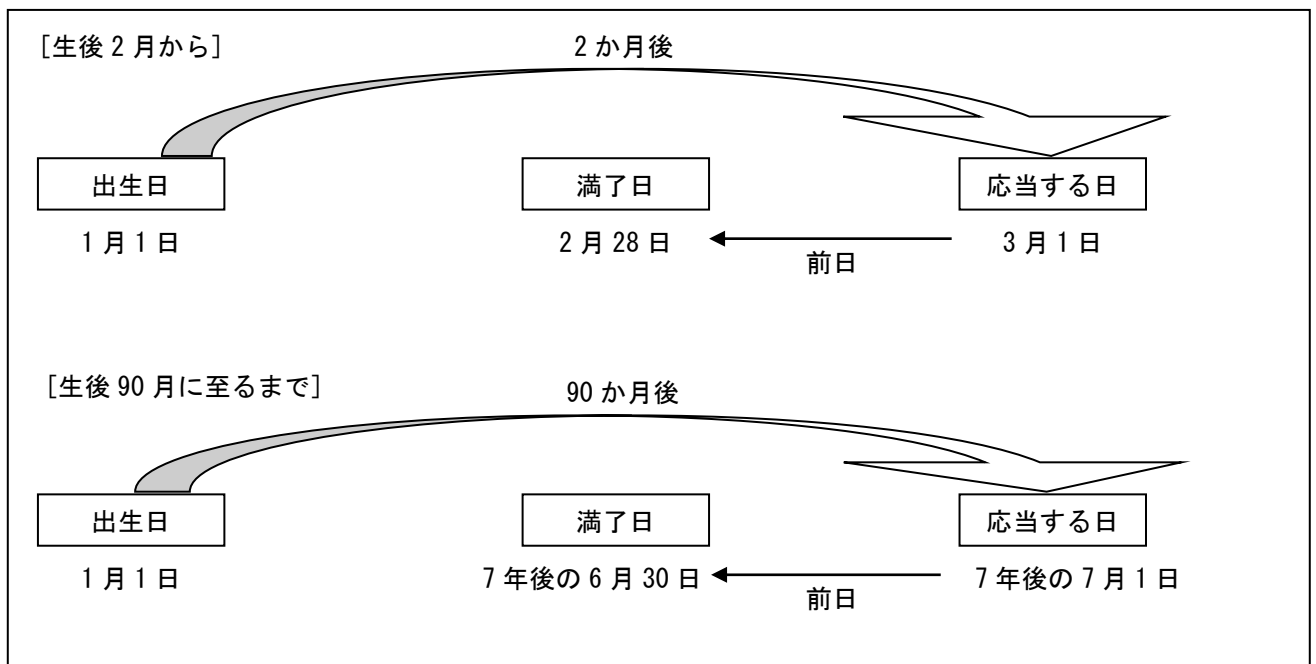 [生後2月から]
2か月後
出生日 満了日 応当する日
1月1日 2月28日 3月1日
前日
[生後90月に至るまで]
90か月後
出生日 満了日 応当する日
1月1日 7年後の6月30日 7年後の7月1日
前日